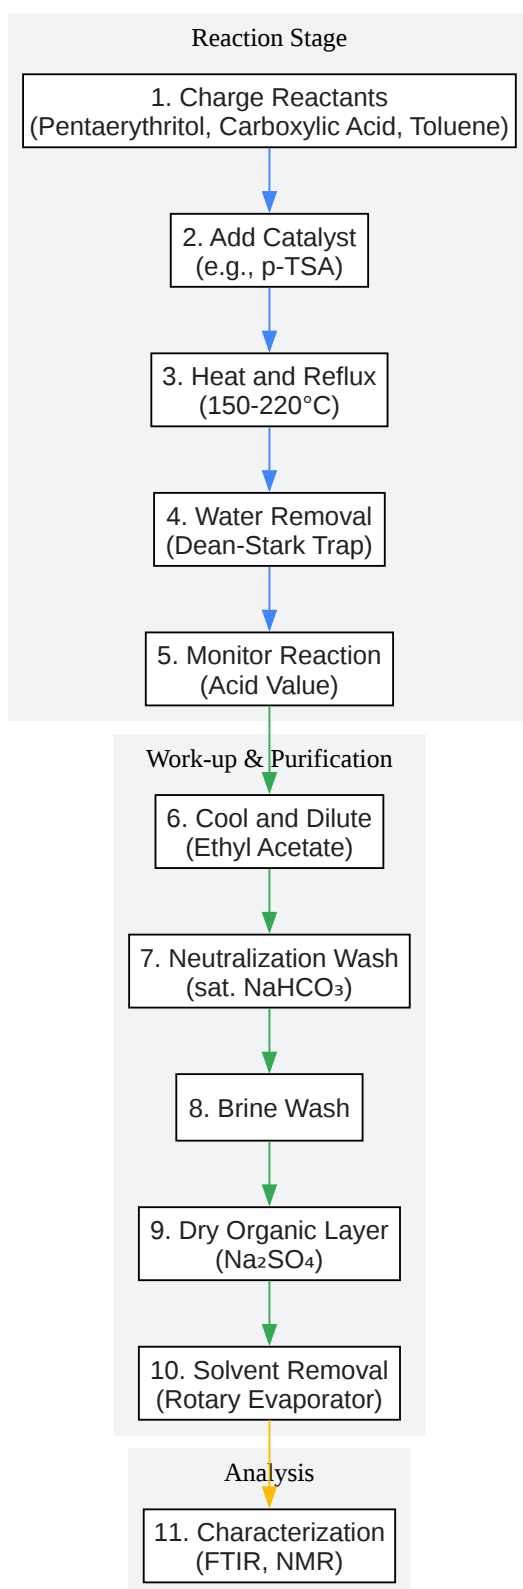 Reaction Stage
1. Charge Reactants
(Pentaerythritol, Carboxylic Acid, Toluene)
2. Add Catalyst
(e.g., p-TSA)
3. Heat and Reflux
(150-220°C)
4. Water Removal
(Dean-Stark Trap)
5. Monitor Reaction
(Acid Value)
Work-up & Purification
6. Cool and Dilute
(Ethyl Acetate)
7. Neutralization Wash
(sat. NaHCO₃)
8. Brine Wash
9. Dry Organic Layer
(Na₂SO₄)
10. Solvent Removal
(Rotary Evaporator)
Analysis
11. Characterization
(FTIR, NMR)